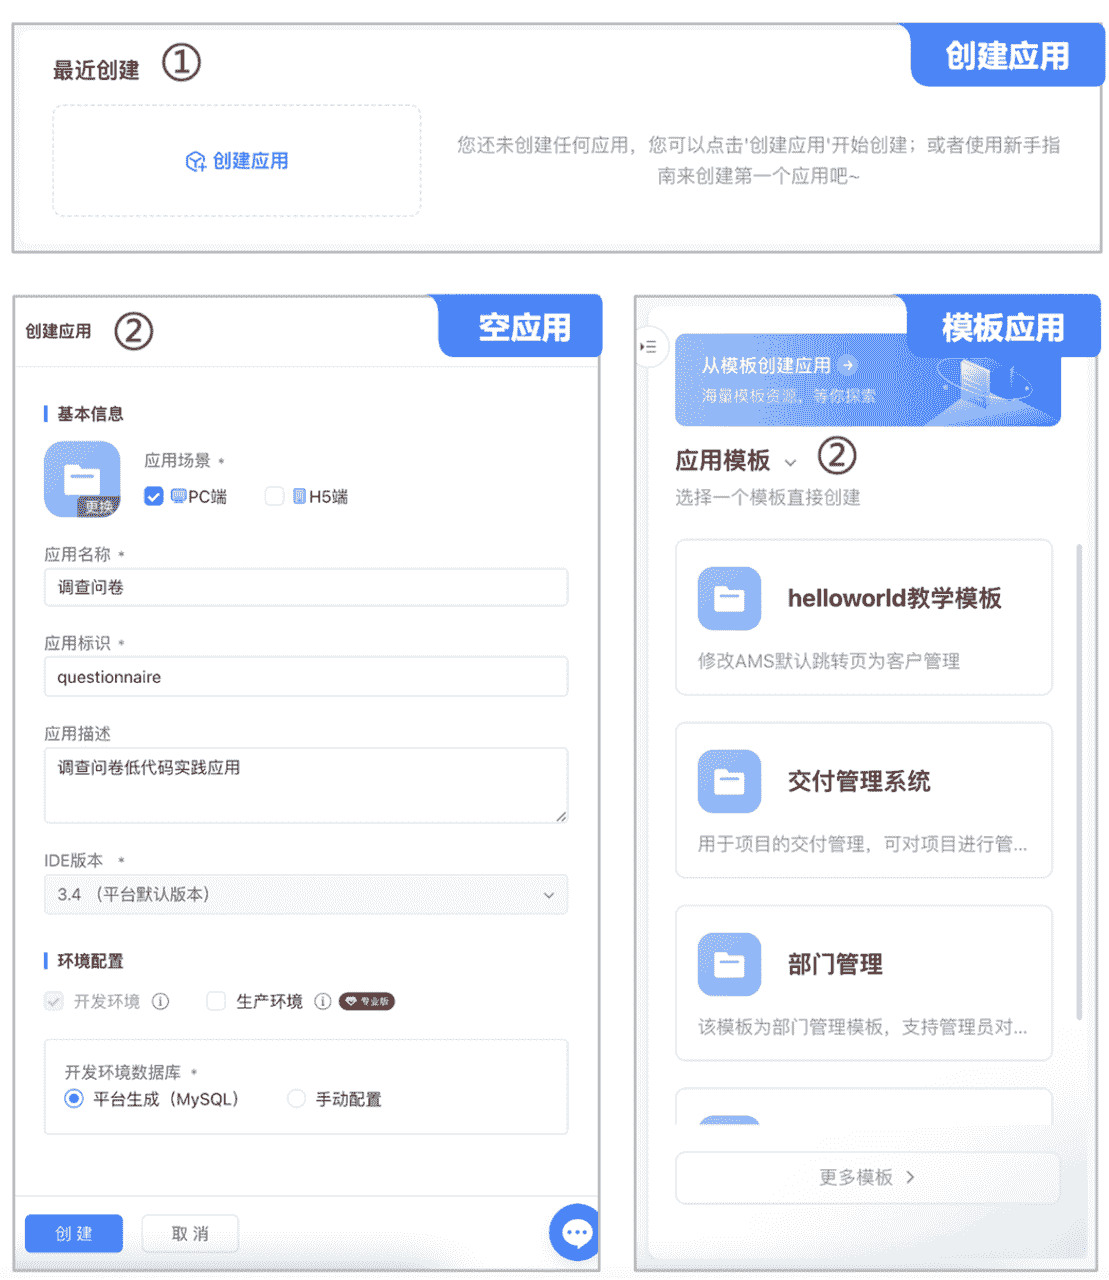 最近创建 ①
创建应用
创建应用
您还未创建任何应用，您可以点击'创建应用'开始创建；或者使用新手指
南来创建第一个应用吧~
创建应用 ②
空应用
基本信息
更换
应用场景 *
PC端 H5端
应用名称 *
调查问卷
应用标识 *
questionnaire
应用描述
调查问卷低代码实践应用
IDE版本 *
3.4 （平台默认版本）
环境配置
开发环境 生产环境 专业版
开发环境数据库 *
平台生成（MySQL） 手动配置
创 建 取 消
模板应用
从模板创建应用
海量模板资源，等你探索
应用模板 ②
选择一个模板直接创建
helloworld教学模板
修改AMS默认跳转页为客户管理
交付管理系统
用于项目的交付管理，可对项目进行管...
部门管理
该模板为部门管理模板，支持管理员对...
更多模板 >